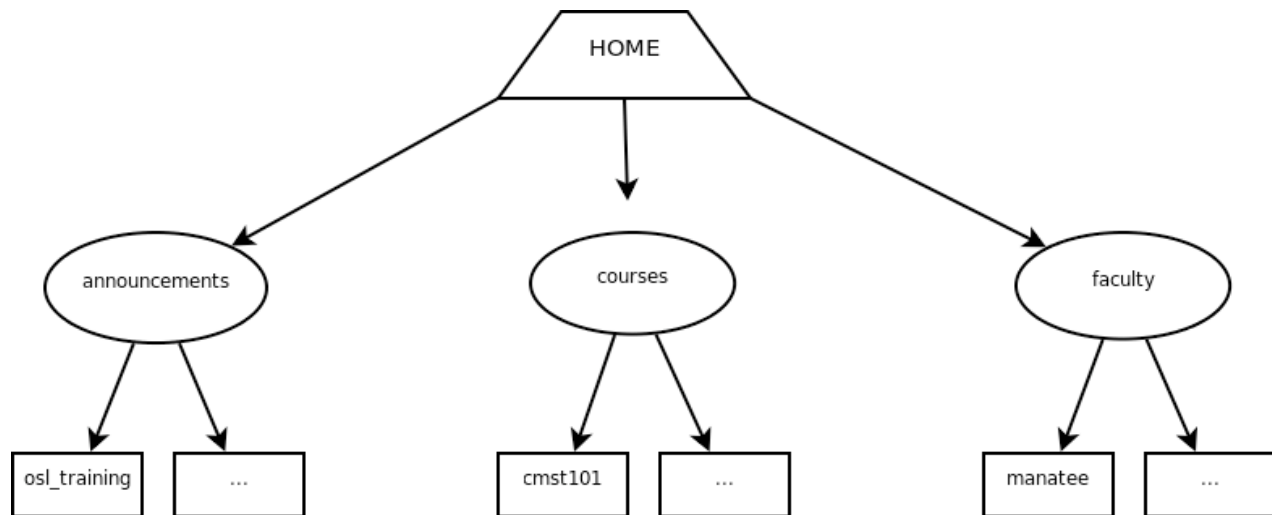 HOME
announcements
courses
faculty
osl_training
...
cmst101
...
manatee
...